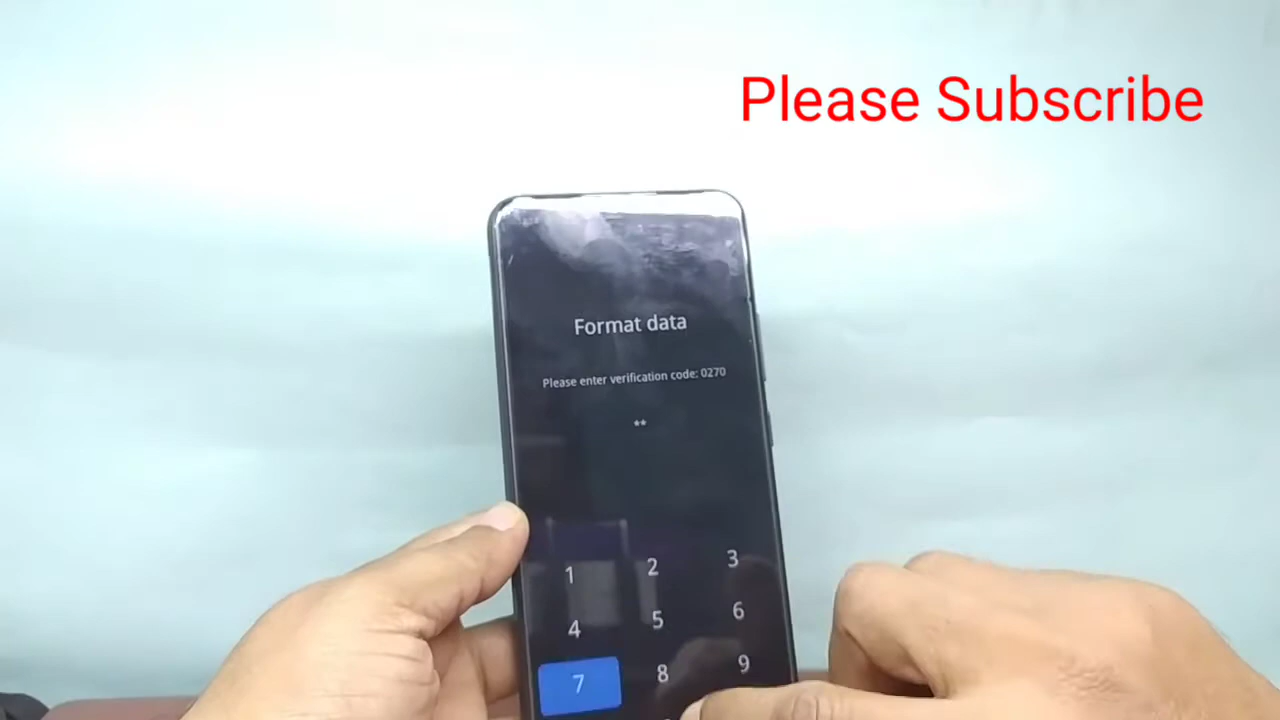 Please Subscribe
Format data
Please enter verification code: 0270
**
1 2 3
4 5 6
7 8 9